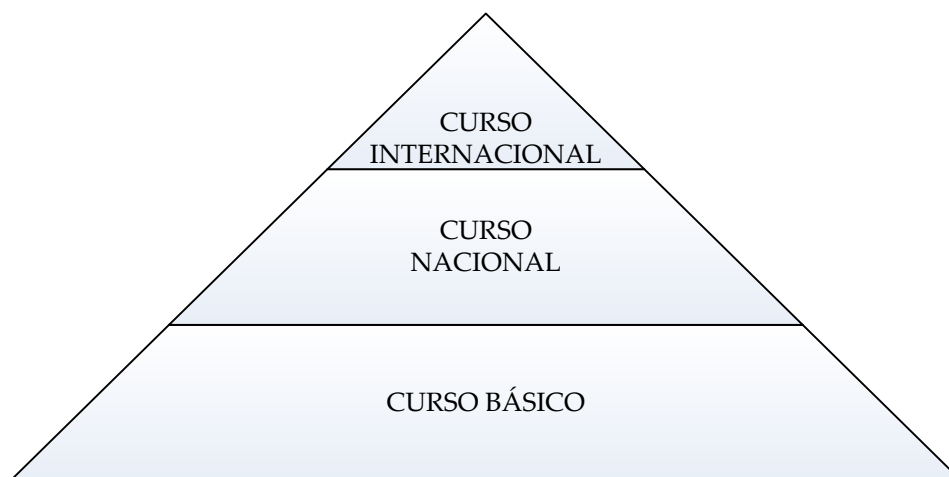 CURSO
INTERNACIONAL
CURSO
NACIONAL
CURSO BÁSICO